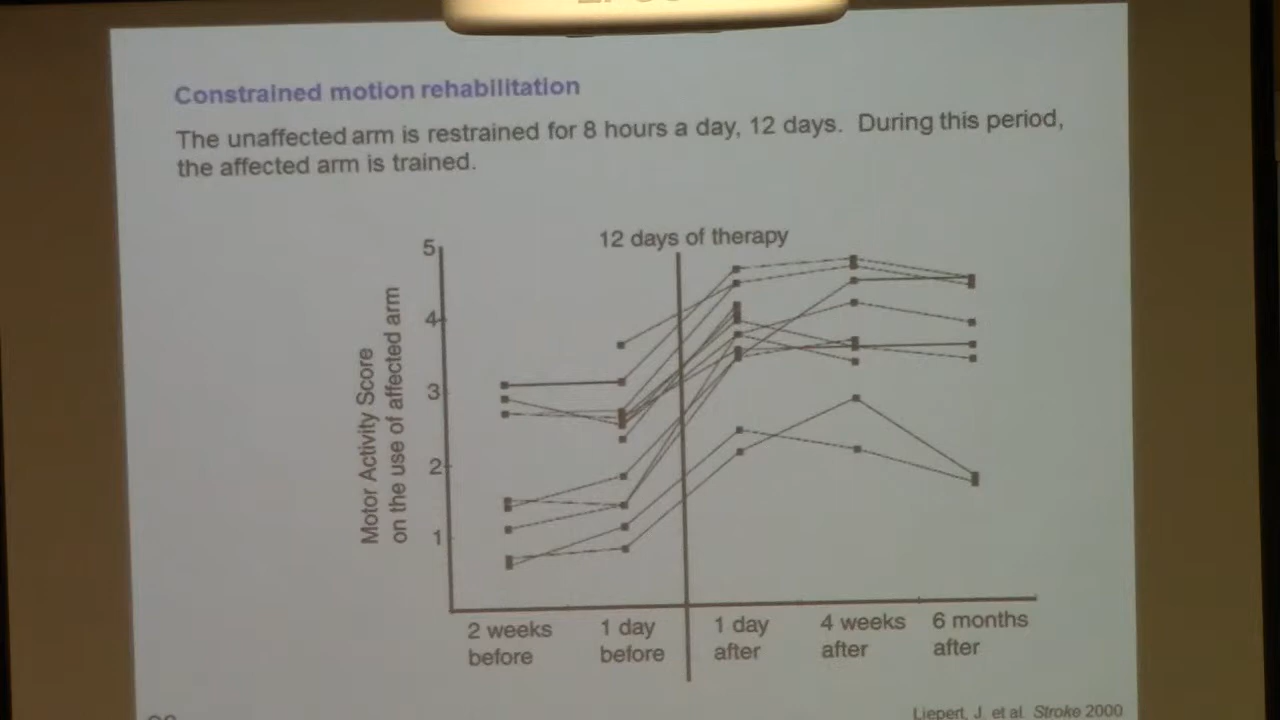 Constrained motion rehabilitation
The unaffected arm is restrained for 8 hours a day, 12 days. During this period,
the affected arm is trained.
12 days of therapy
Motor Activity Score
on the use of affected arm
5
4
3
2
1
2 weeks
before
1 day
before
1 day
after
4 weeks
after
6 months
after
Liepert, J. et al. Stroke 2000